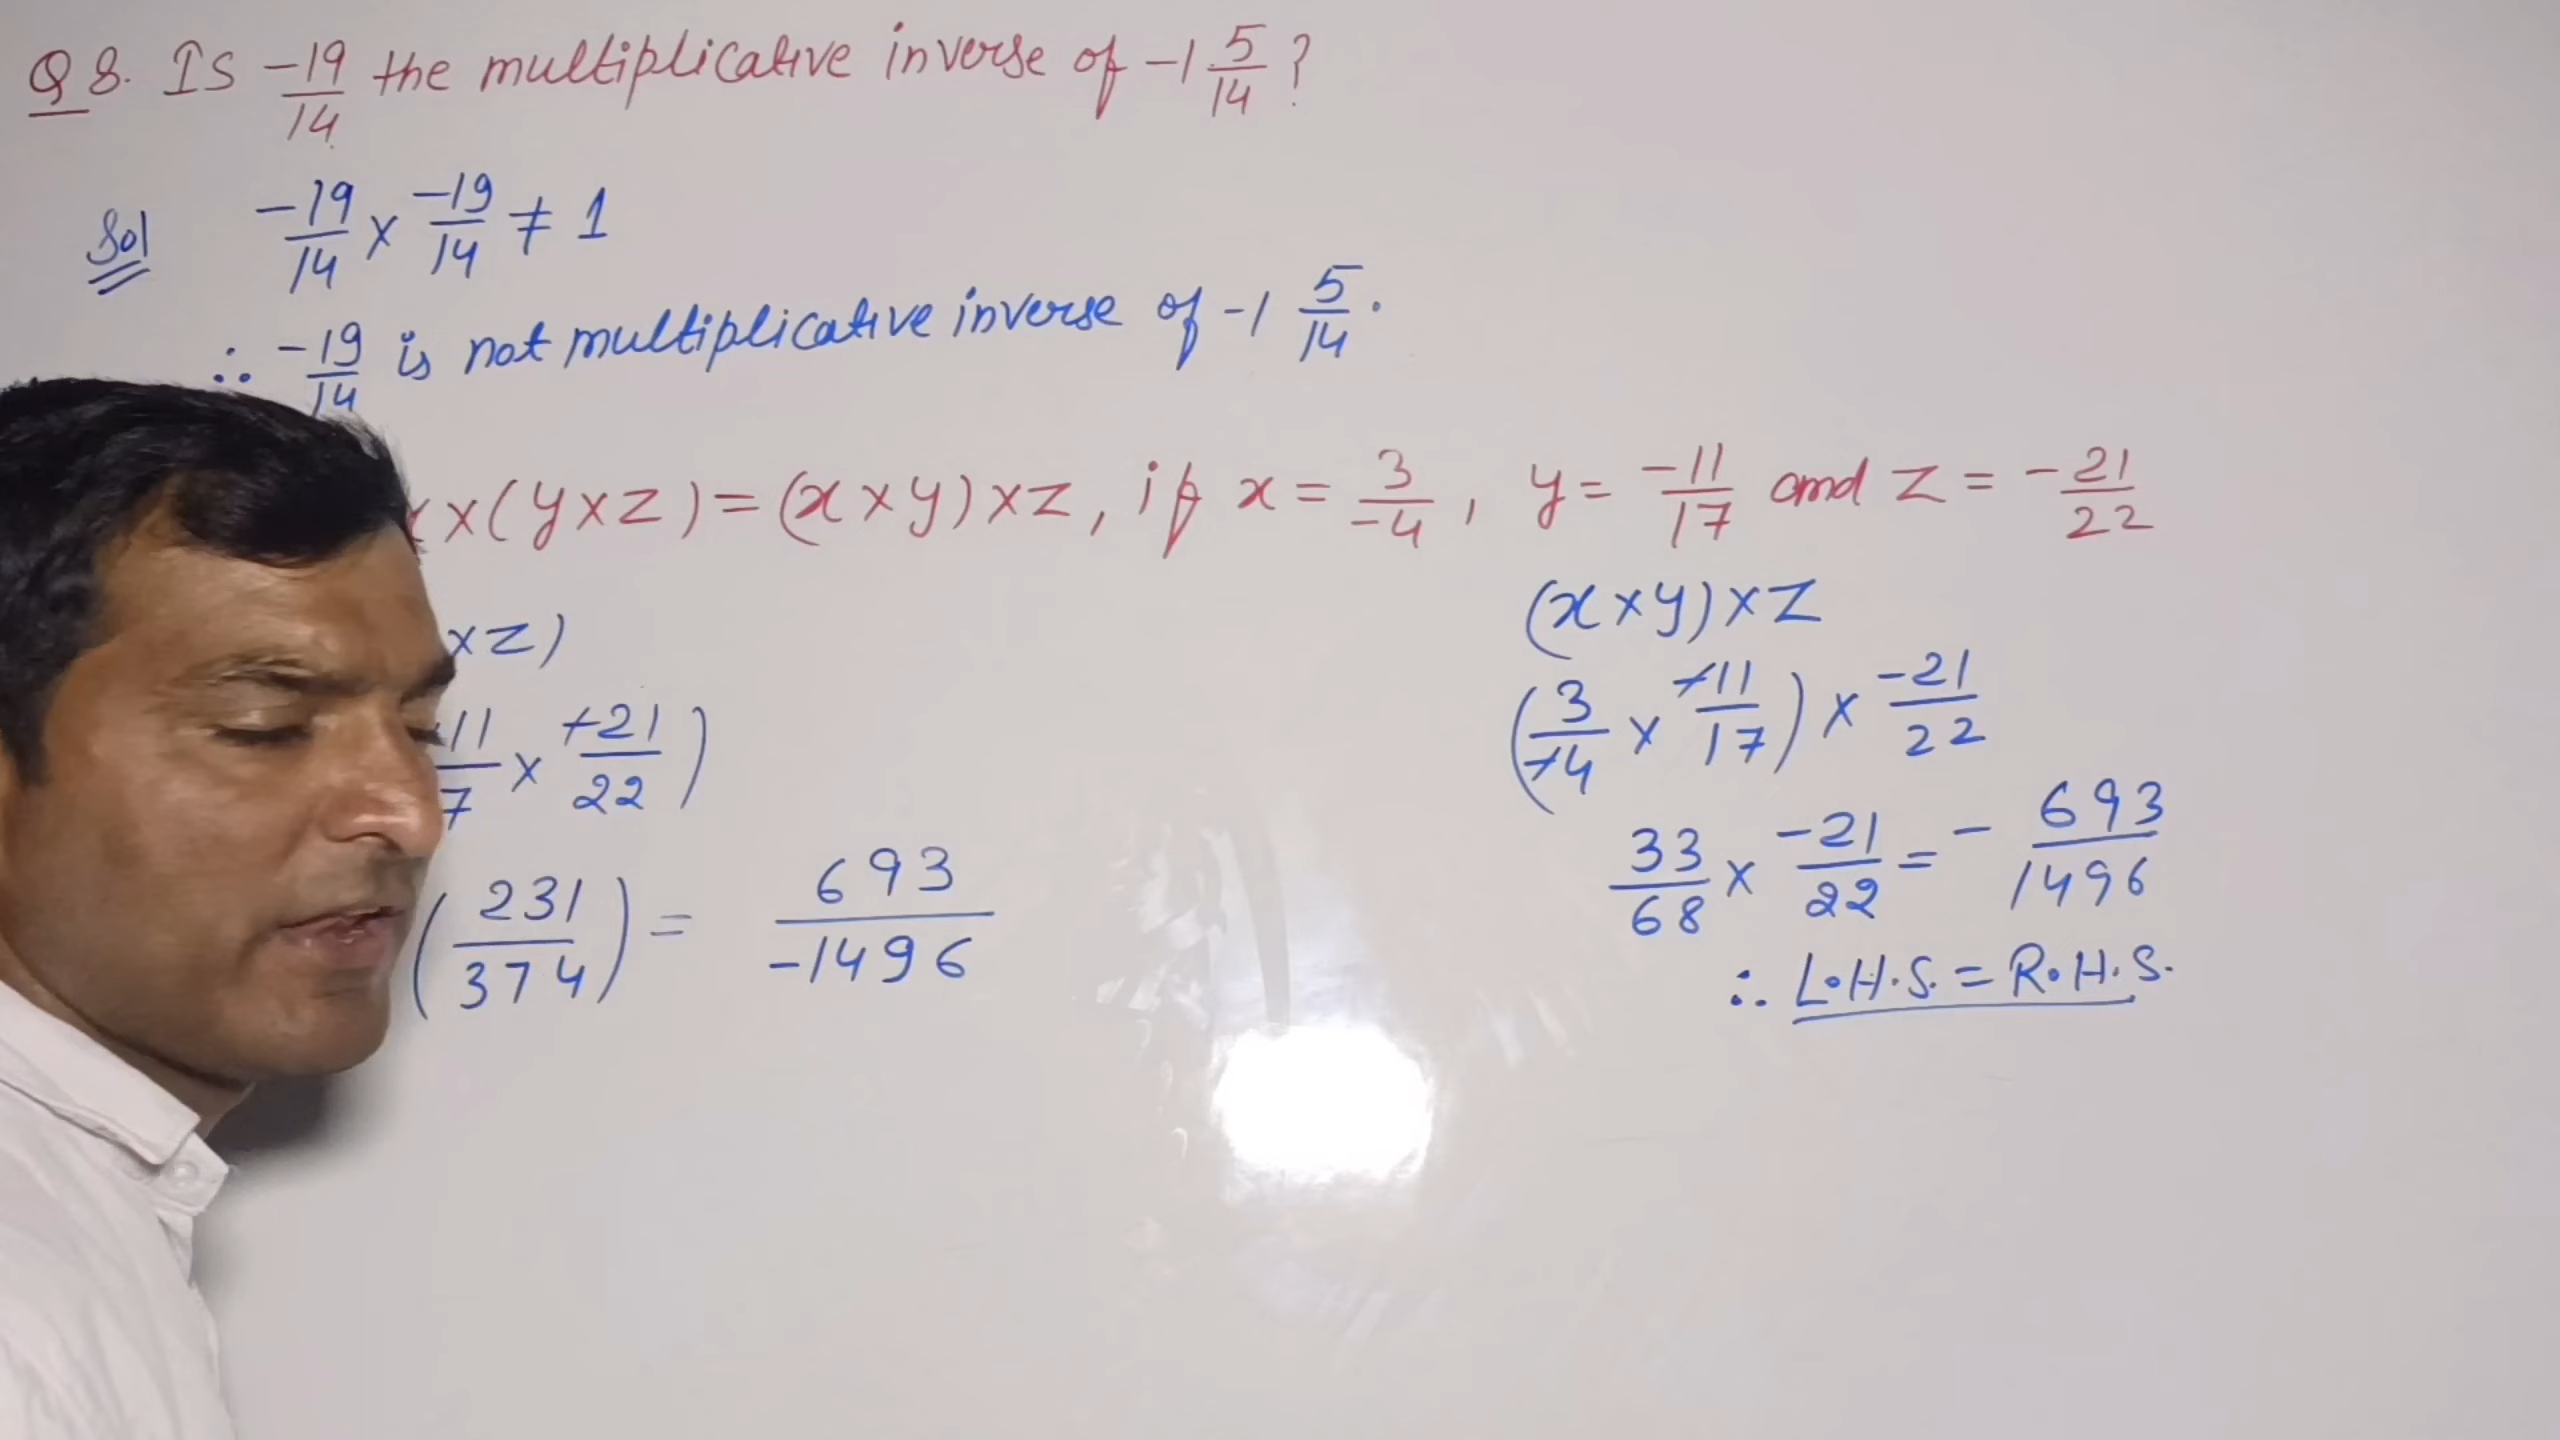 Q 8. Is -19/14 the multiplicative inverse of -1 5/14 ?
Sol -19/14 × -19/14 ≠ 1
∴ -19/14 is not multiplicative inverse of -1 5/14.
x × (y × z) = (x × y) × z, if x = 3/-4, y = -11/17 and z = -21/22
× z)
11/7 × -21/22)
(231/374) = 693/-1496
(x × y) × z
(3/-4 × -11/17) × -21/22
33/68 × -21/22 = - 693/1496
∴ L.H.S. = R.H.S.